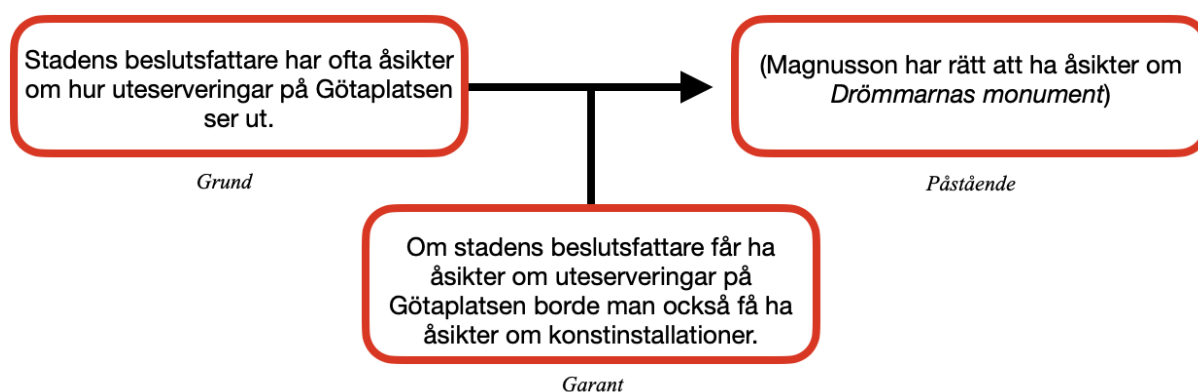 Stadens beslutsfattare har ofta åsikter
om hur uteserveringar på Götaplatsen
ser ut.
Grund
(Magnusson har rätt att ha åsikter om
Drömmarnas monument)
Påstående
Om stadens beslutsfattare får ha
åsikter om uteserveringar på
Götaplatsen borde man också få ha
åsikter om konstinstallationer.
Garant